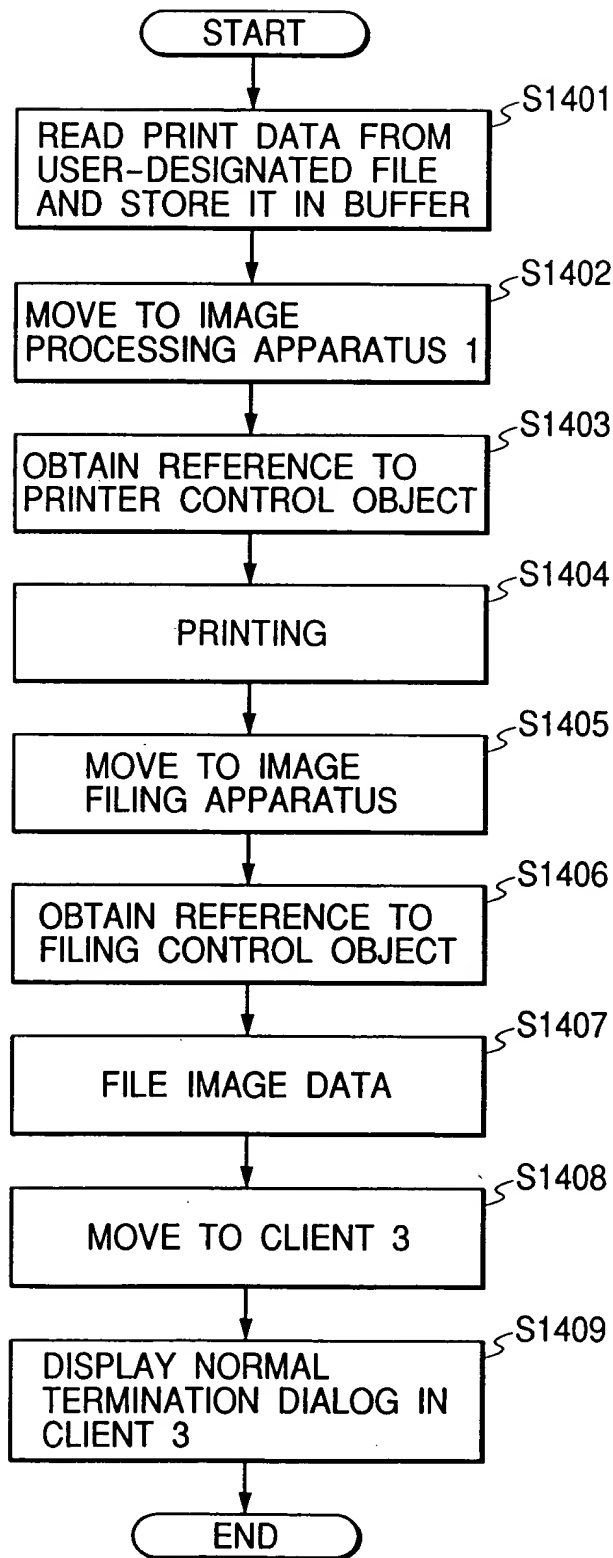 START
S1401
READ PRINT DATA FROM
USER-DESIGNATED FILE
AND STORE IT IN BUFFER
S1402
MOVE TO IMAGE
PROCESSING APPARATUS 1
S1403
OBTAIN REFERENCE TO
PRINTER CONTROL OBJECT
S1404
PRINTING
S1405
MOVE TO IMAGE
FILING APPARATUS
S1406
OBTAIN REFERENCE TO
FILING CONTROL OBJECT
S1407
FILE IMAGE DATA
S1408
MOVE TO CLIENT 3
S1409
DISPLAY NORMAL
TERMINATION DIALOG IN
CLIENT 3
END